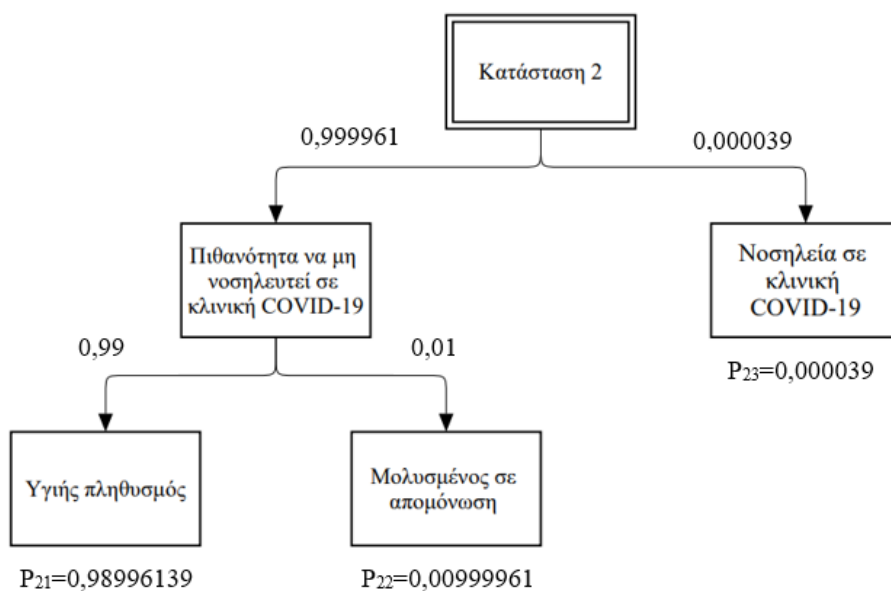 Κατάσταση 2
0,999961
0,000039
Πιθανότητα να μη
νοσηλευτεί σε
κλινική COVID-19
Νοσηλεία σε
κλινική
COVID-19
0,99
0,01
P₂₃=0,000039
Υγιής πληθυσμός
Μολυσμένος σε
απομόνωση
P₂₁=0,98996139
P₂₂=0,00999961